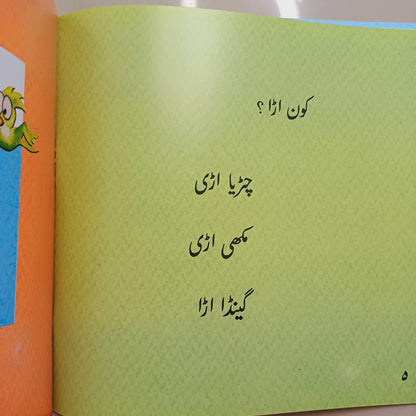 کون اڑا ؟
چڑیا اڑی
مکھی اڑی
گینڈا اڑا
۵